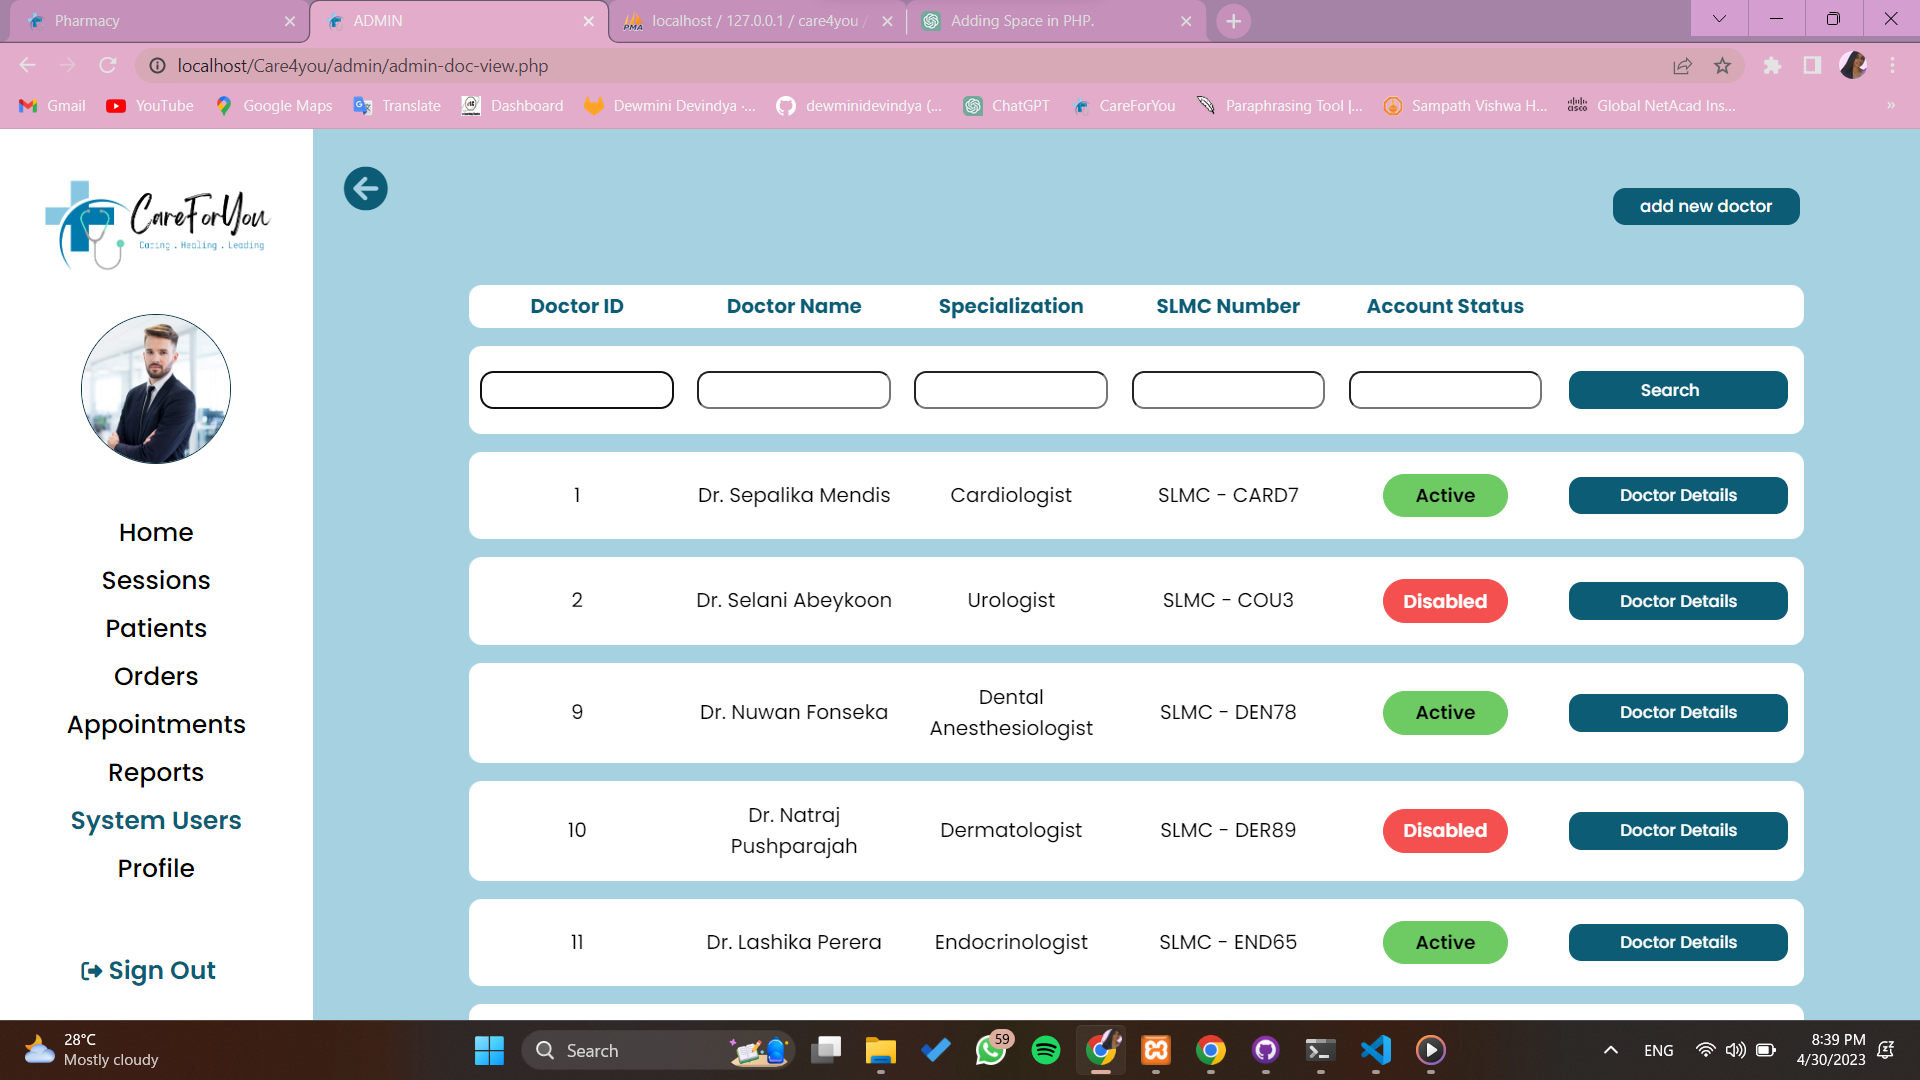 Pharmacy
ADMIN
localhost / 127.0.0.1 / care4you /
Adding Space in PHP.
localhost/Care4you/admin/admin-doc-view.php
Gmail
YouTube
Google Maps
Translate
Dashboard
Dewmini Devindya ·...
dewminidevindya (...
ChatGPT
CareForYou
Paraphrasing Tool |...
Sampath Vishwa H...
Global NetAcad Ins...
»
CareForYou
Caring . Healing . Leading
Home
Sessions
Patients
Orders
Appointments
Reports
System Users
Profile
Sign Out
add new doctor
Doctor ID Doctor Name Specialization SLMC Number Account Status
Search
1 Dr. Sepalika Mendis Cardiologist SLMC - CARD7 Active Doctor Details
2 Dr. Selani Abeykoon Urologist SLMC - COU3 Disabled Doctor Details
9 Dr. Nuwan Fonseka Dental SLMC - DEN78 Active Doctor Details
Anesthesiologist
10 Dr. Natraj Dermatologist SLMC - DER89 Disabled Doctor Details
Pushparajah
11 Dr. Lashika Perera Endocrinologist SLMC - END65 Active Doctor Details
28°C
Mostly cloudy
Search
59
ENG
8:39 PM
4/30/2023